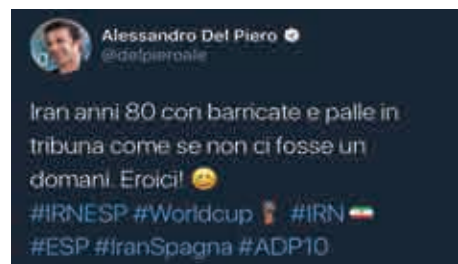 Alessandro Del Piero
@delpieroale
Iran anni 80 con barricate e palle in
tribuna come se non ci fosse un
domani. Eroici! 😄
#IRNESP #Worldcup #IRN 🇮🇷
#ESP #IranSpagna #ADP10